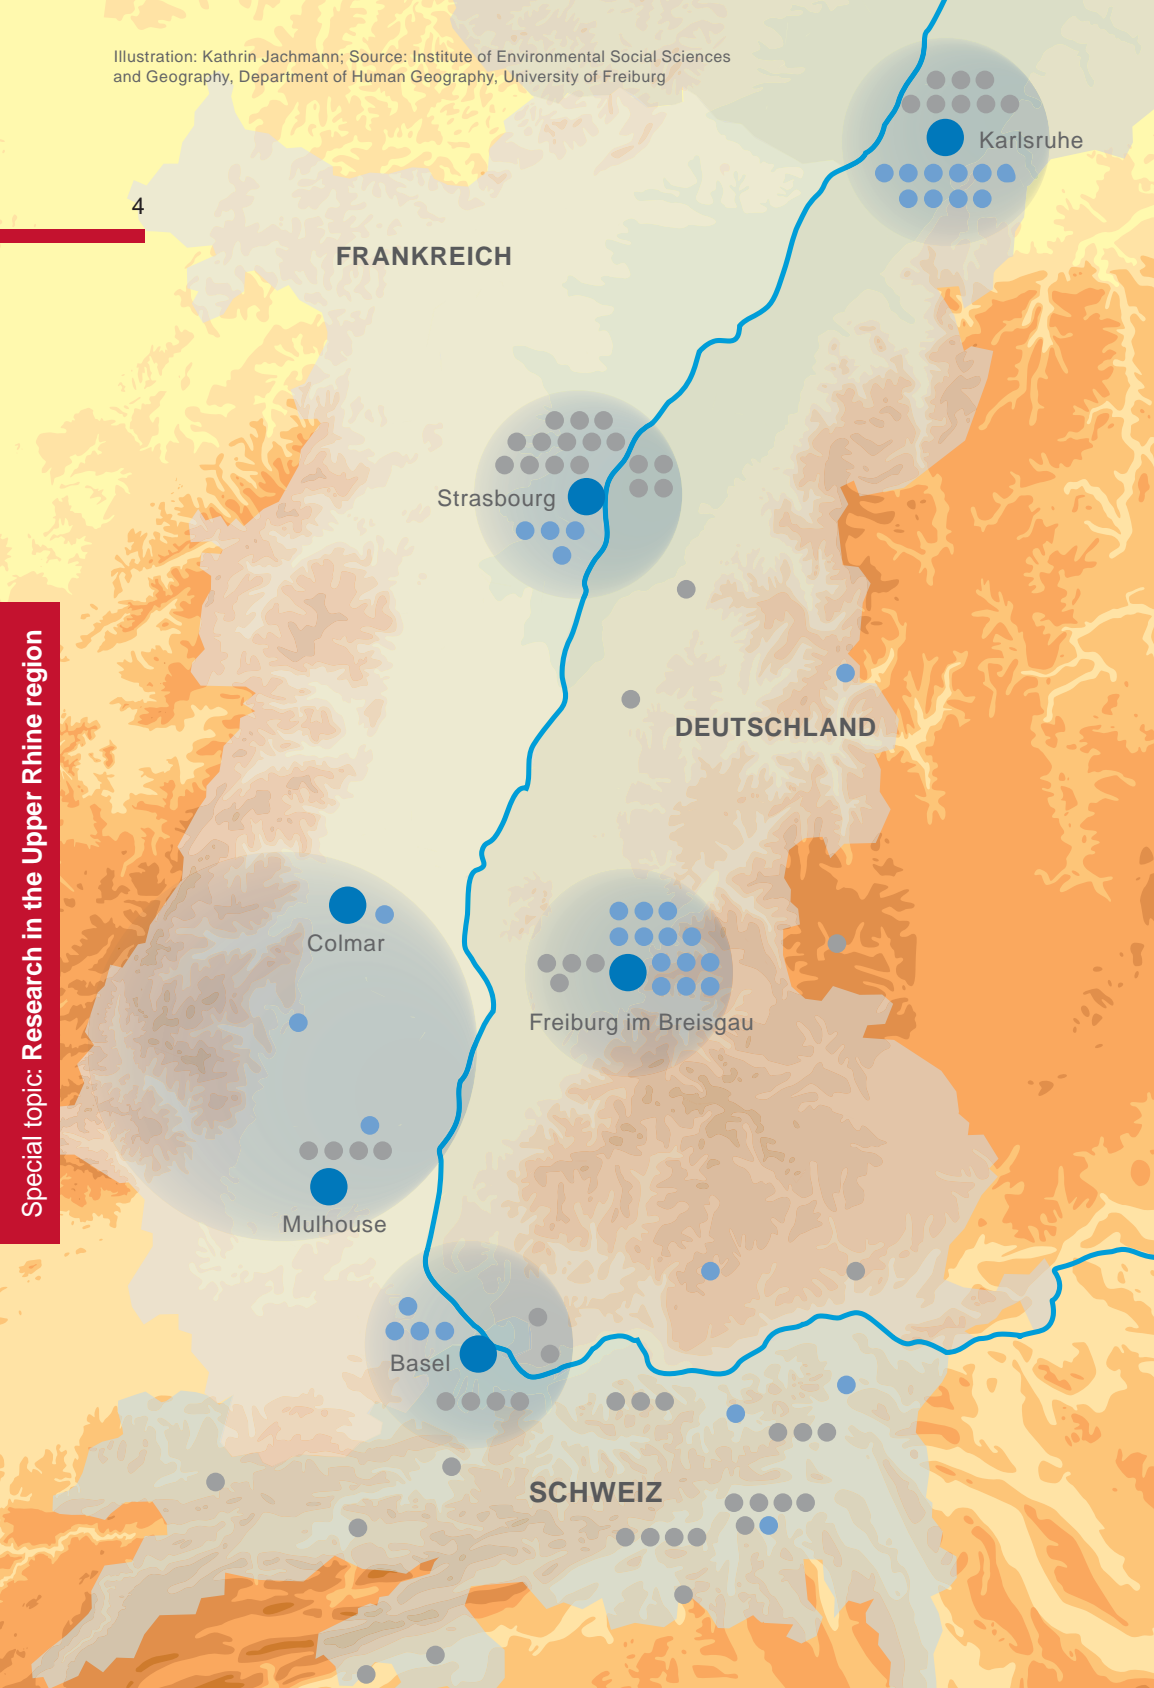 Illustration: Kathrin Jachmann; Source: Institute of Environmental Social Sciences
and Geography, Department of Human Geography, University of Freiburg
Karlsruhe
4
FRANKREICH
Strasbourg
Special topic: Research in the Upper Rhine region
DEUTSCHLAND
Colmar
Freiburg im Breisgau
Mulhouse
Basel
SCHWEIZ